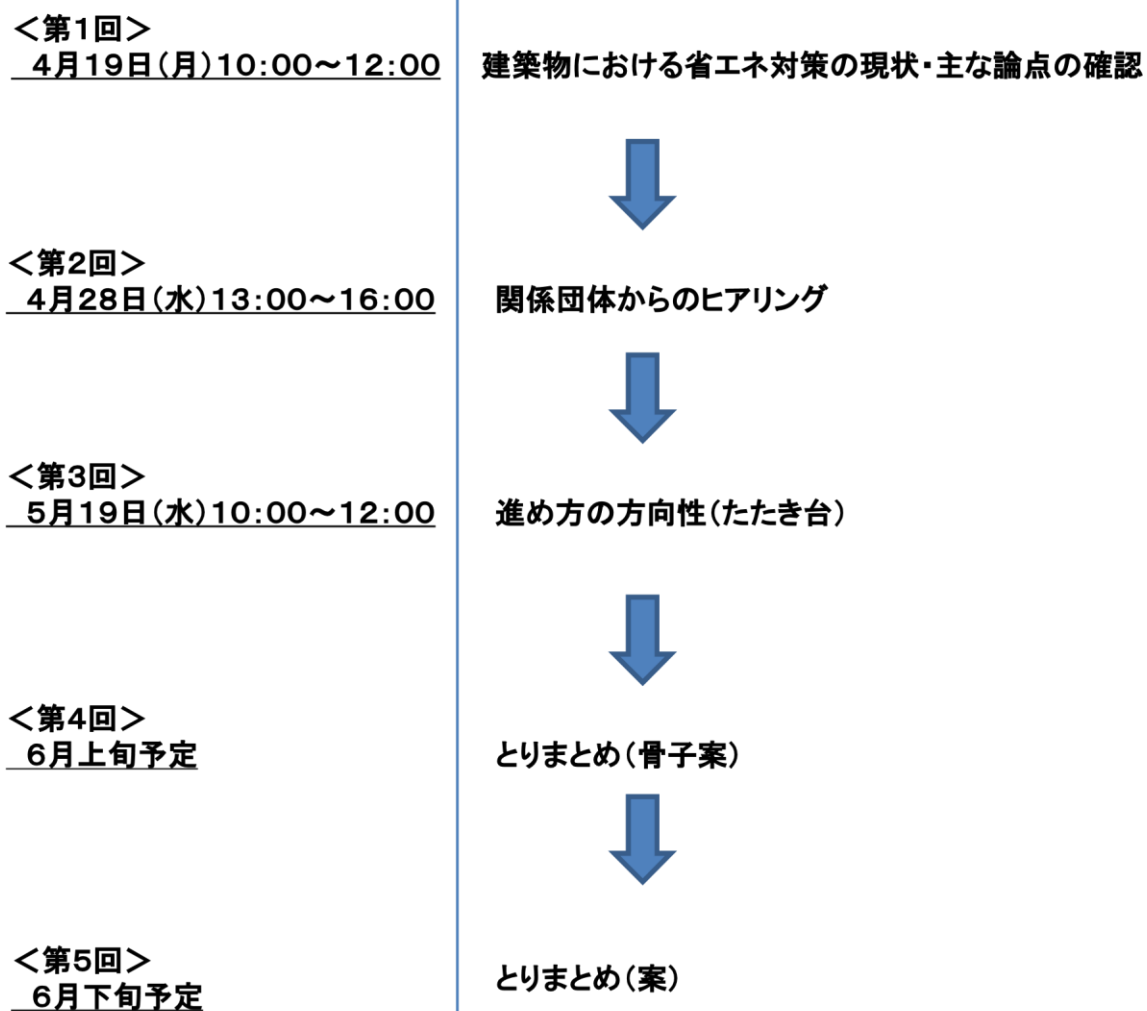 ＜第1回＞
4月19日（月）10：00～12：00
建築物における省エネ対策の現状・主な論点の確認
＜第2回＞
4月28日（水）13：00～16：00
関係団体からのヒアリング
＜第3回＞
5月19日（水）10：00～12：00
進め方の方向性（たたき台）
＜第4回＞
6月上旬予定
とりまとめ（骨子案）
＜第5回＞
6月下旬予定
とりまとめ（案）